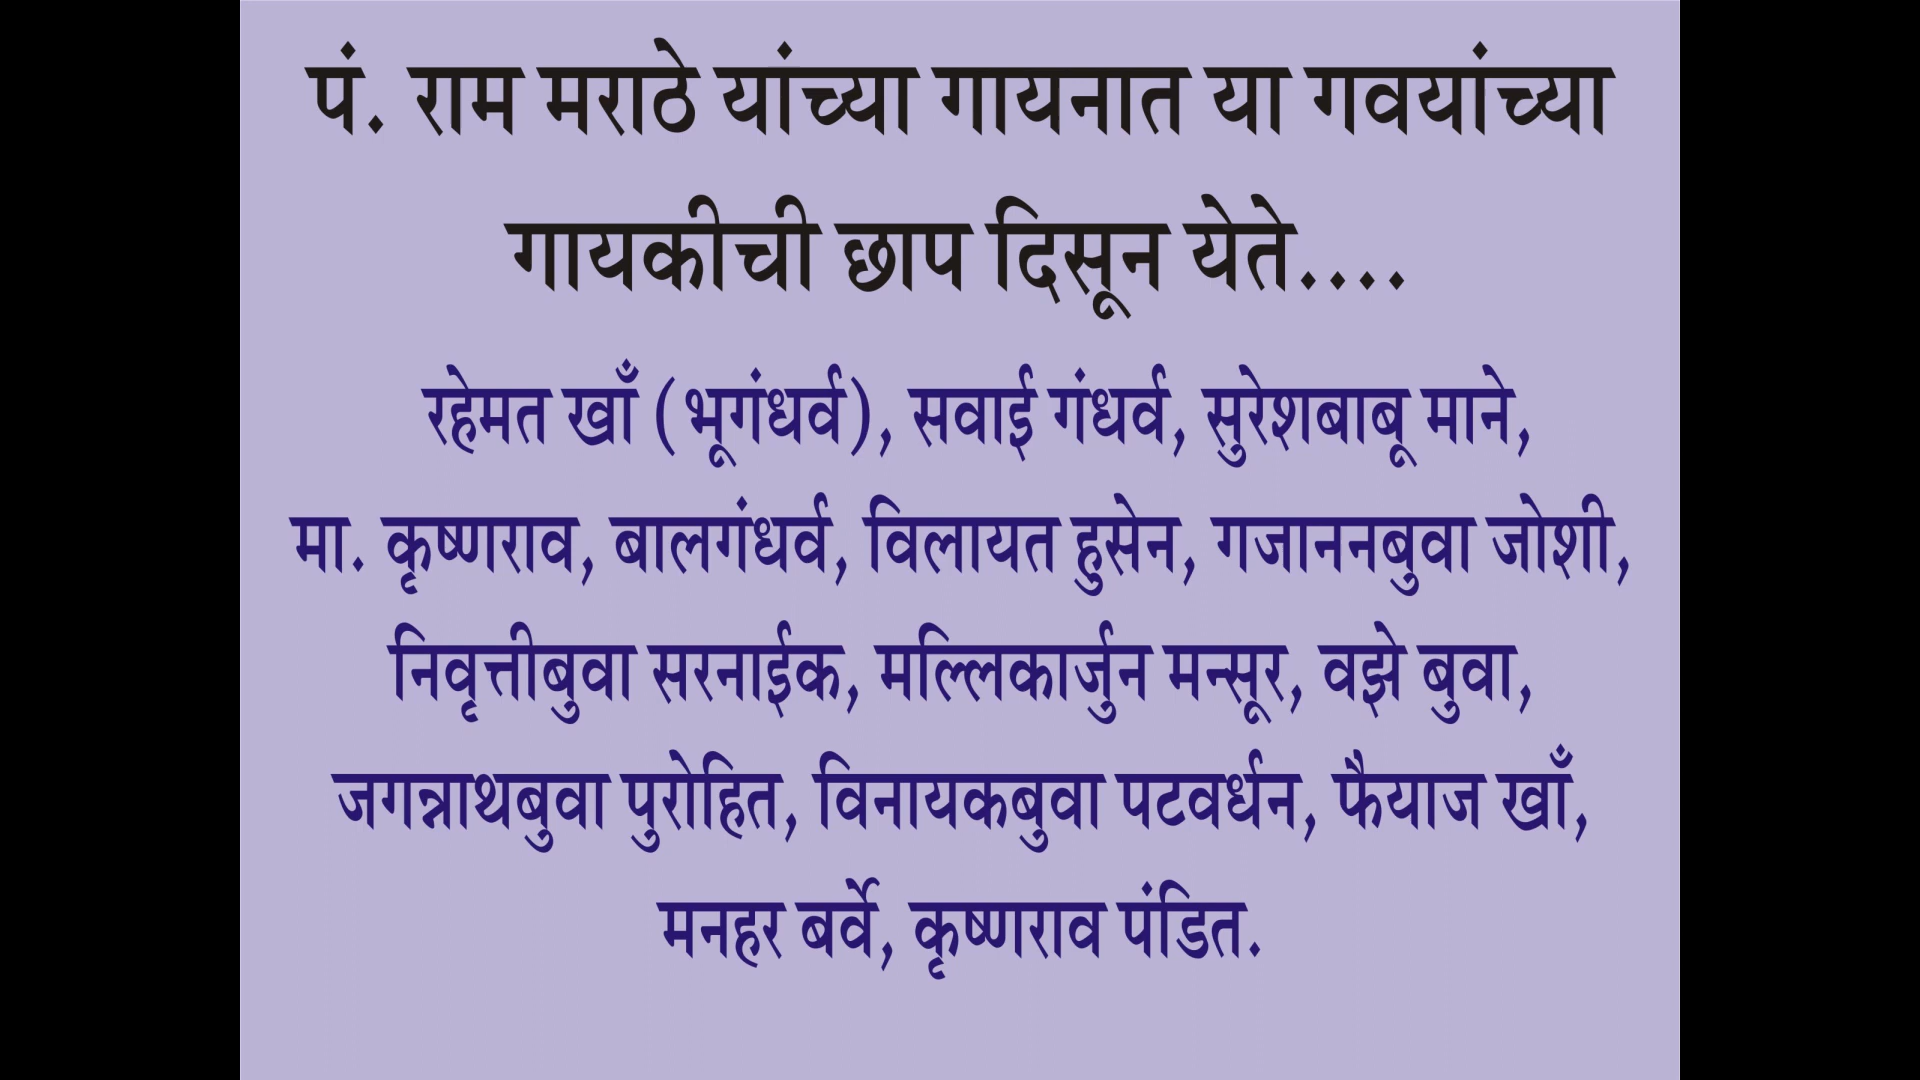 पं. राम मराठे यांच्या गायनात या गवयांच्या
गायकीची छाप दिसून येते....
रहेमत खाँ (भूगंधर्व), सवाई गंधर्व, सुरेशबाबू माने,
मा. कृष्णराव, बालगंधर्व, विलायत हुसेन, गजाननबुवा जोशी,
निवृत्तीबुवा सरनाईक, मल्लिकार्जुन मन्सूर, वझे बुवा,
जगन्नाथबुवा पुरोहित, विनायकबुवा पटवर्धन, फैयाज खाँ,
मनहर बर्वे, कृष्णराव पंडित.